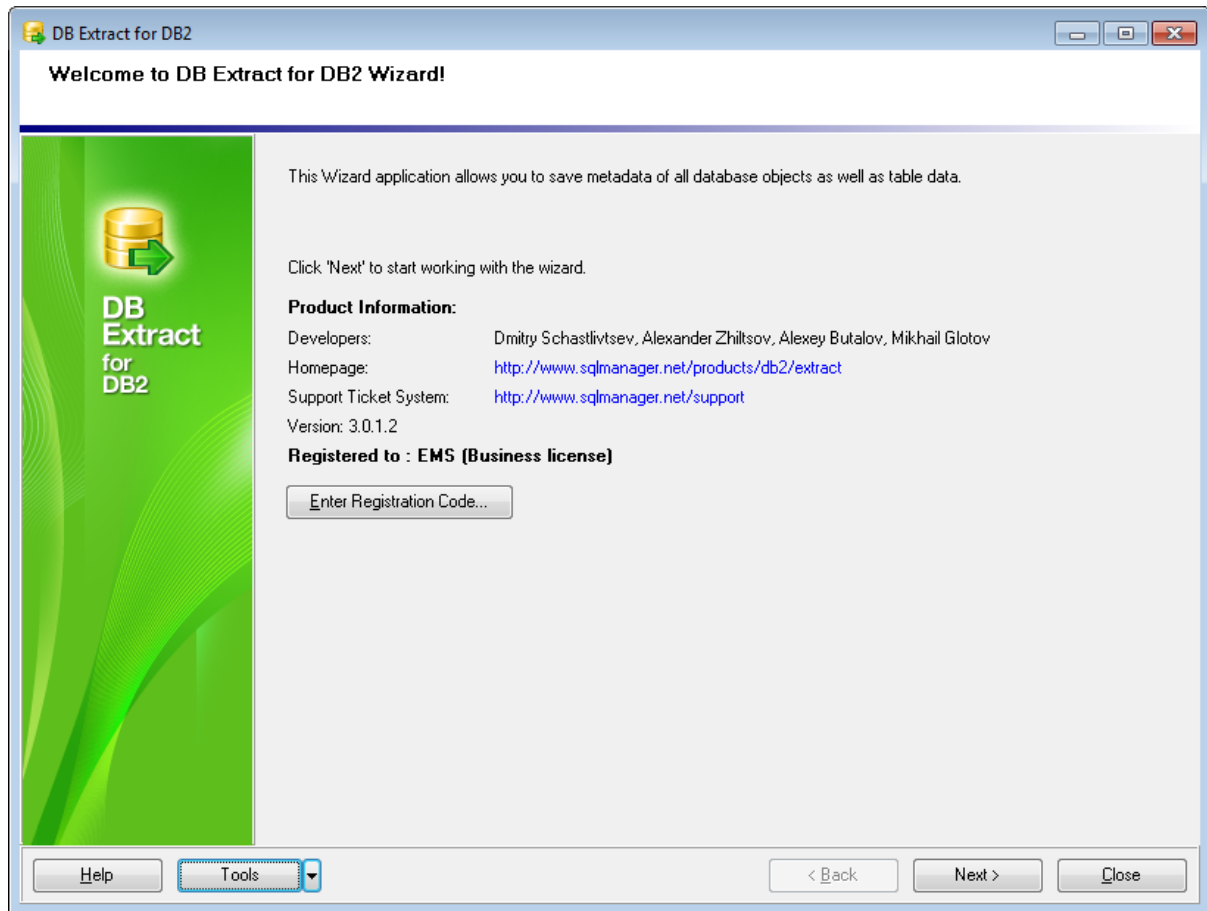 DB Extract for DB2
Welcome to DB Extract for DB2 Wizard!
DB
Extract
for
DB2
This Wizard application allows you to save metadata of all database objects as well as table data.
Click 'Next' to start working with the wizard.
Product Information:
Developers: Dmitry Schastlivtsev, Alexander Zhiltsov, Alexey Butalov, Mikhail Glotov
Homepage: http://www.sqlmanager.net/products/db2/extract
Support Ticket System: http://www.sqlmanager.net/support
Version: 3.0.1.2
Registered to : EMS (Business license)
Enter Registration Code...
Help Tools < Back Next > Close